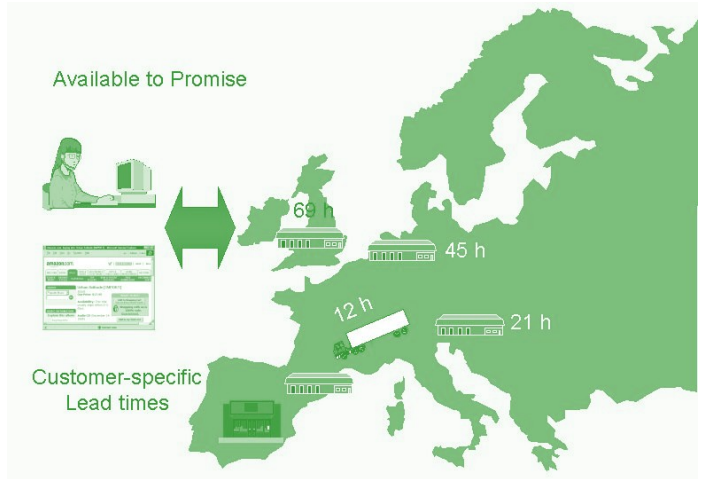 Available to Promise
69 h
45 h
12 h
21 h
Customer-specific
Lead times